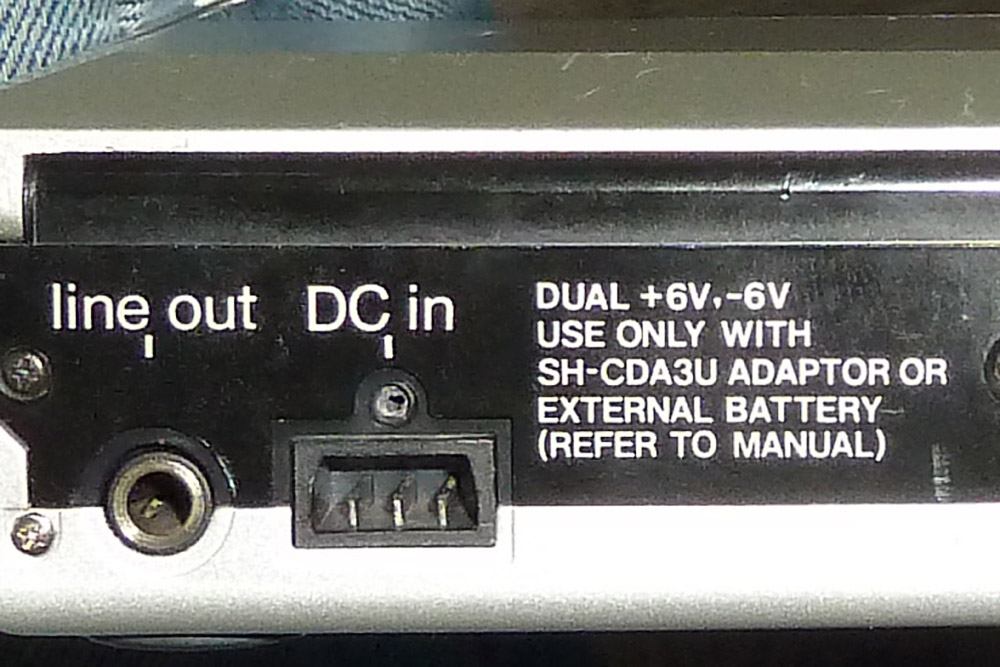 line out
DC in
DUAL +6V,-6V
USE ONLY WITH
SH-CDA3U ADAPTOR OR
EXTERNAL BATTERY
(REFER TO MANUAL)